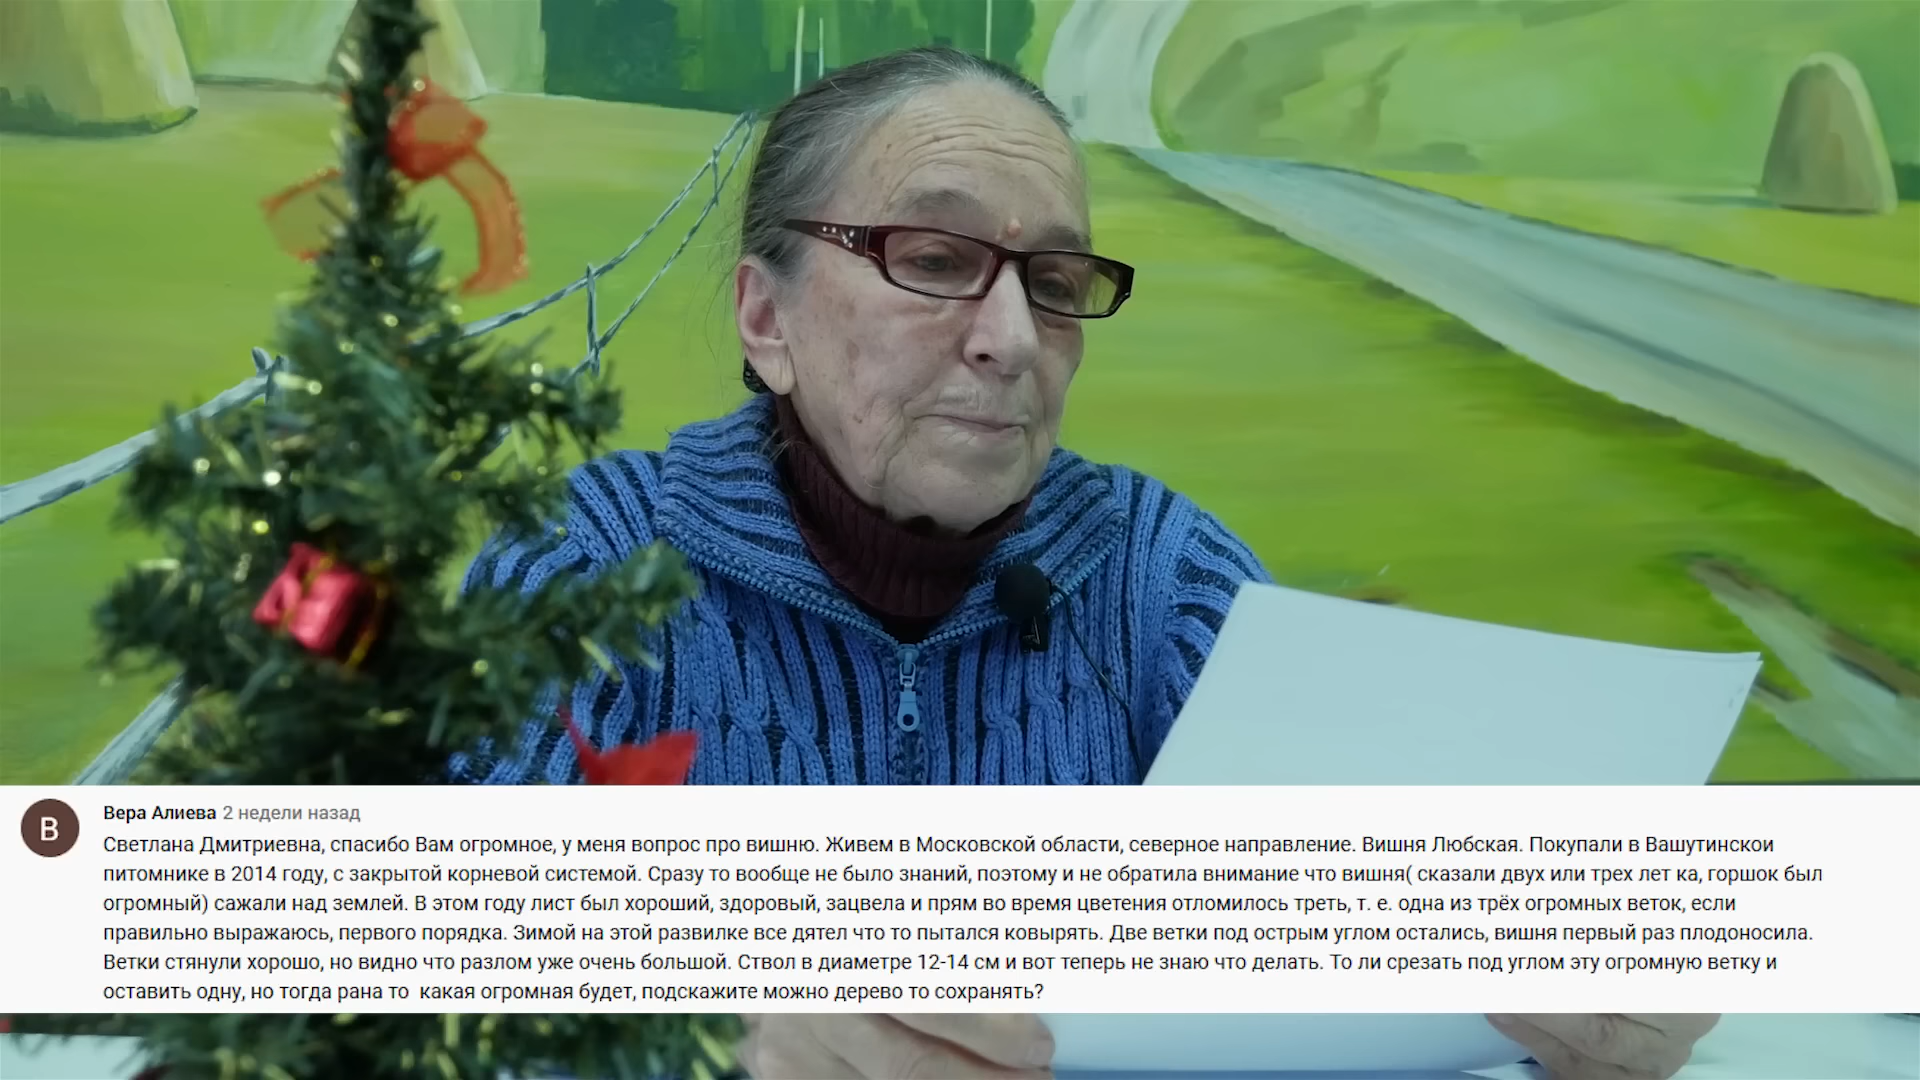 В
Вера Алиева 2 недели назад
Светлана Дмитриевна, спасибо Вам огромное, у меня вопрос про вишню. Живем в Московской области, северное направление. Вишня Любская. Покупали в Вашутинскои
питомнике в 2014 году, с закрытой корневой системой. Сразу то вообще не было знаний, поэтому и не обратила внимание что вишня( сказали двух или трех лет ка, горшок был
огромный) сажали над землей. В этом году лист был хороший, здоровый, зацвела и прям во время цветения отломилось треть, т. е. одна из трёх огромных веток, если
правильно выражаюсь, первого порядка. Зимой на этой развилке все дятел что то пытался ковырять. Две ветки под острым углом остались, вишня первый раз плодоносила.
Ветки стянули хорошо, но видно что разлом уже очень большой. Ствол в диаметре 12-14 см и вот теперь не знаю что делать. То ли срезать под углом эту огромную ветку и
оставить одну, но тогда рана то какая огромная будет, подскажите можно дерево то сохранять?